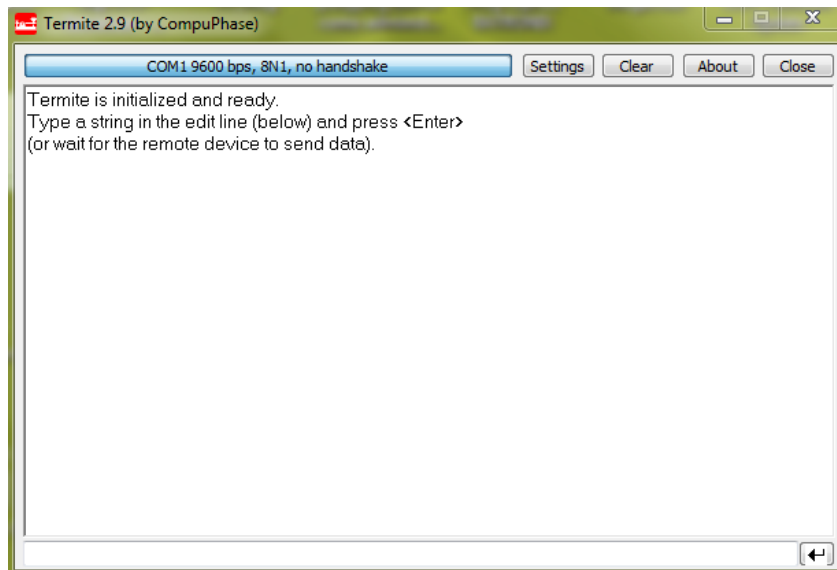 Termite 2.9 (by CompuPhase)
COM1 9600 bps, 8N1, no handshake Settings Clear About Close
Termite is initialized and ready.
Type a string in the edit line (below) and press <Enter>
(or wait for the remote device to send data).